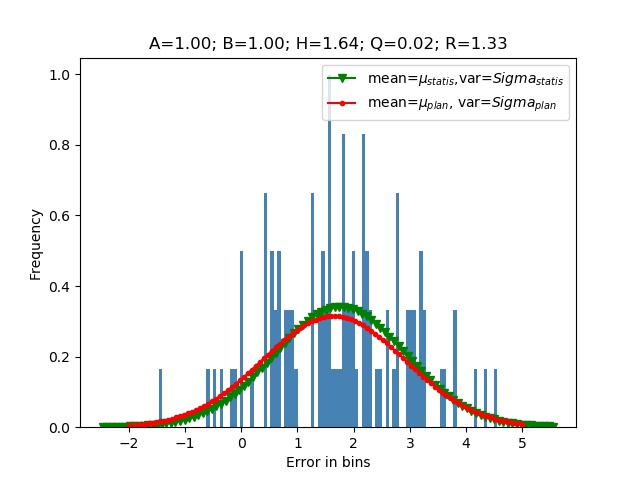 A=1.00; B=1.00; H=1.64; Q=0.02; R=1.33
mean=μstatis,var=Sigmastatis
mean=μplan, var=Sigmaplan
1.0
0.8
0.6
0.4
0.2
0.0
Frequency
−2 −1 0 1 2 3 4 5
Error in bins